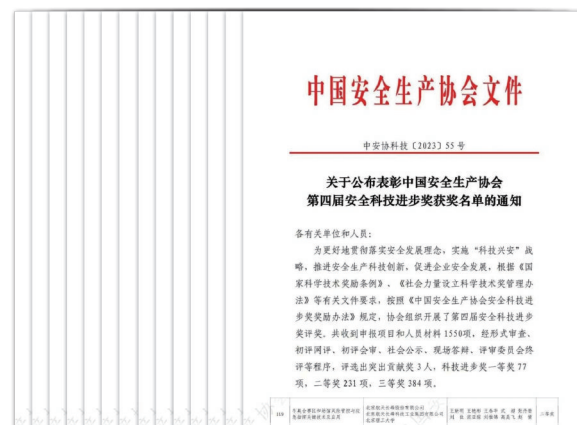 中国安全生产协会文件
中安协科技〔2023〕55 号
关于公布表彰中国安全生产协会
第四届安全科技进步奖获奖名单的通知
各有关单位和人员：
为更好地贯彻落实安全发展理念，实施“科技兴安”战
略，推进安全生产科技创新，促进企业安全发展，根据《国
家科学技术奖励条例》、《社会力量设立科学技术奖管理办
法》等有关文件要求，按照《中国安全生产协会安全科技进
步奖奖励办法》规定，协会组织开展了第四届安全科技进步
奖评奖。共收到申报项目和人员材料 1550项，经形式审查、
初评网评、初评会审、社会公示、现场答辩、评审委员会终
评等程序，评选出突出贡献奖 3 人，科技进步奖一等奖 77
项，二等奖 231 项，三等奖 384 项。